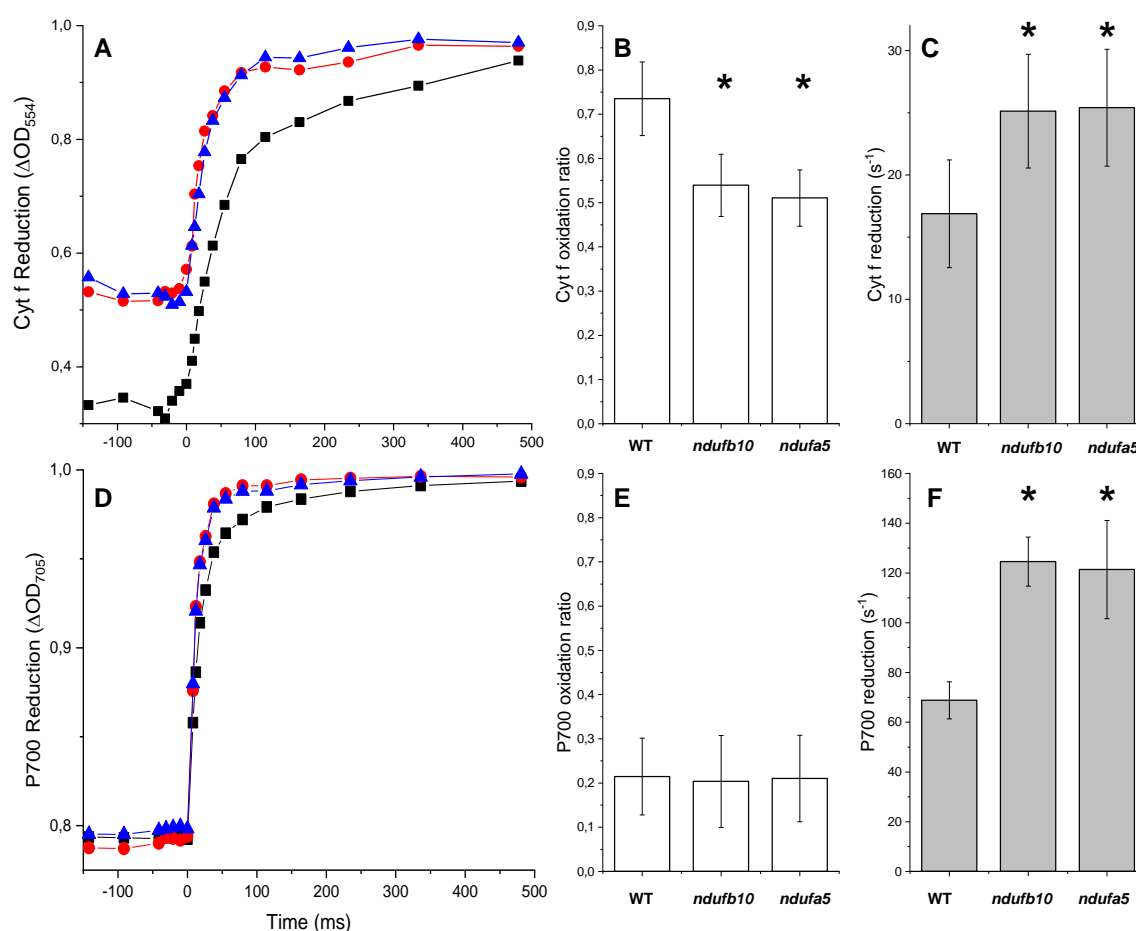 A
Cyt f Reduction (ΔOD554)
1,0
0,8
0,6
0,4
-100 0 100 200 300 400 500
B
*
*
Cyt f oxidation ratio
0,9
0,8
0,7
0,6
0,5
0,4
0,3
0,2
0,1
0,0
WT ndufb10 ndufa5
C
*
*
Cyt f reduction (s-1)
30
20
10
0
WT ndufb10 ndufa5
D
P700 Reduction (ΔOD705)
1,0
0,9
0,8
-100 0 100 200 300 400 500
Time (ms)
E
P700 oxidation ratio
0,9
0,8
0,7
0,6
0,5
0,4
0,3
0,2
0,1
0,0
WT ndufb10 ndufa5
F
*
*
P700 reduction (s-1)
160
140
120
100
80
60
40
20
0
WT ndufb10 ndufa5